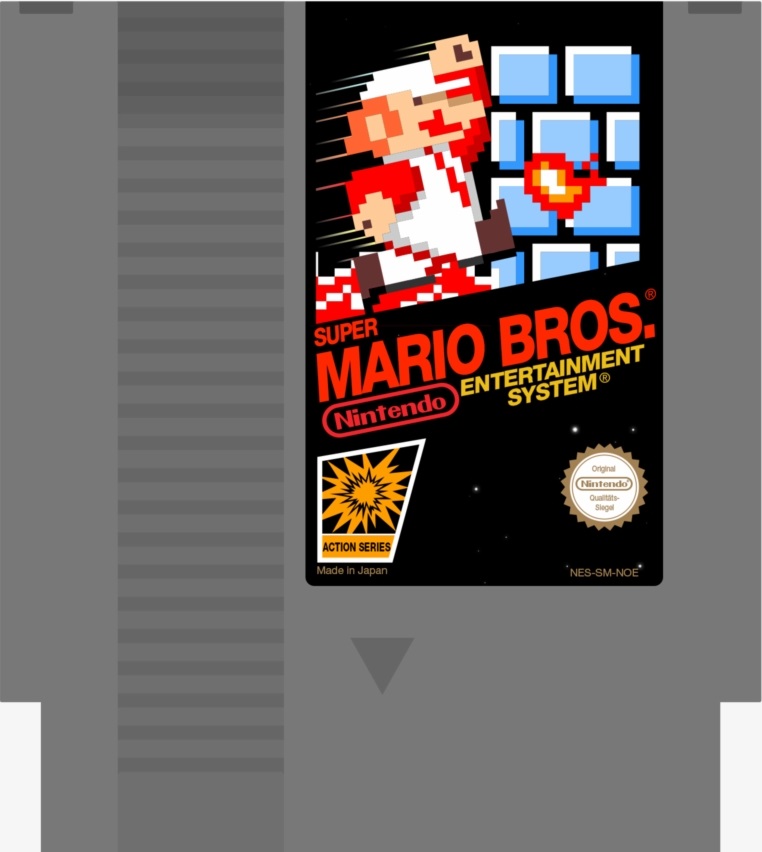 SUPER
MARIO BROS.®
Nintendo
ENTERTAINMENT
SYSTEM®
ACTION SERIES
Made in Japan
Original
Nintendo®
Qualitäts-
Siegel
NES-SM-NOE